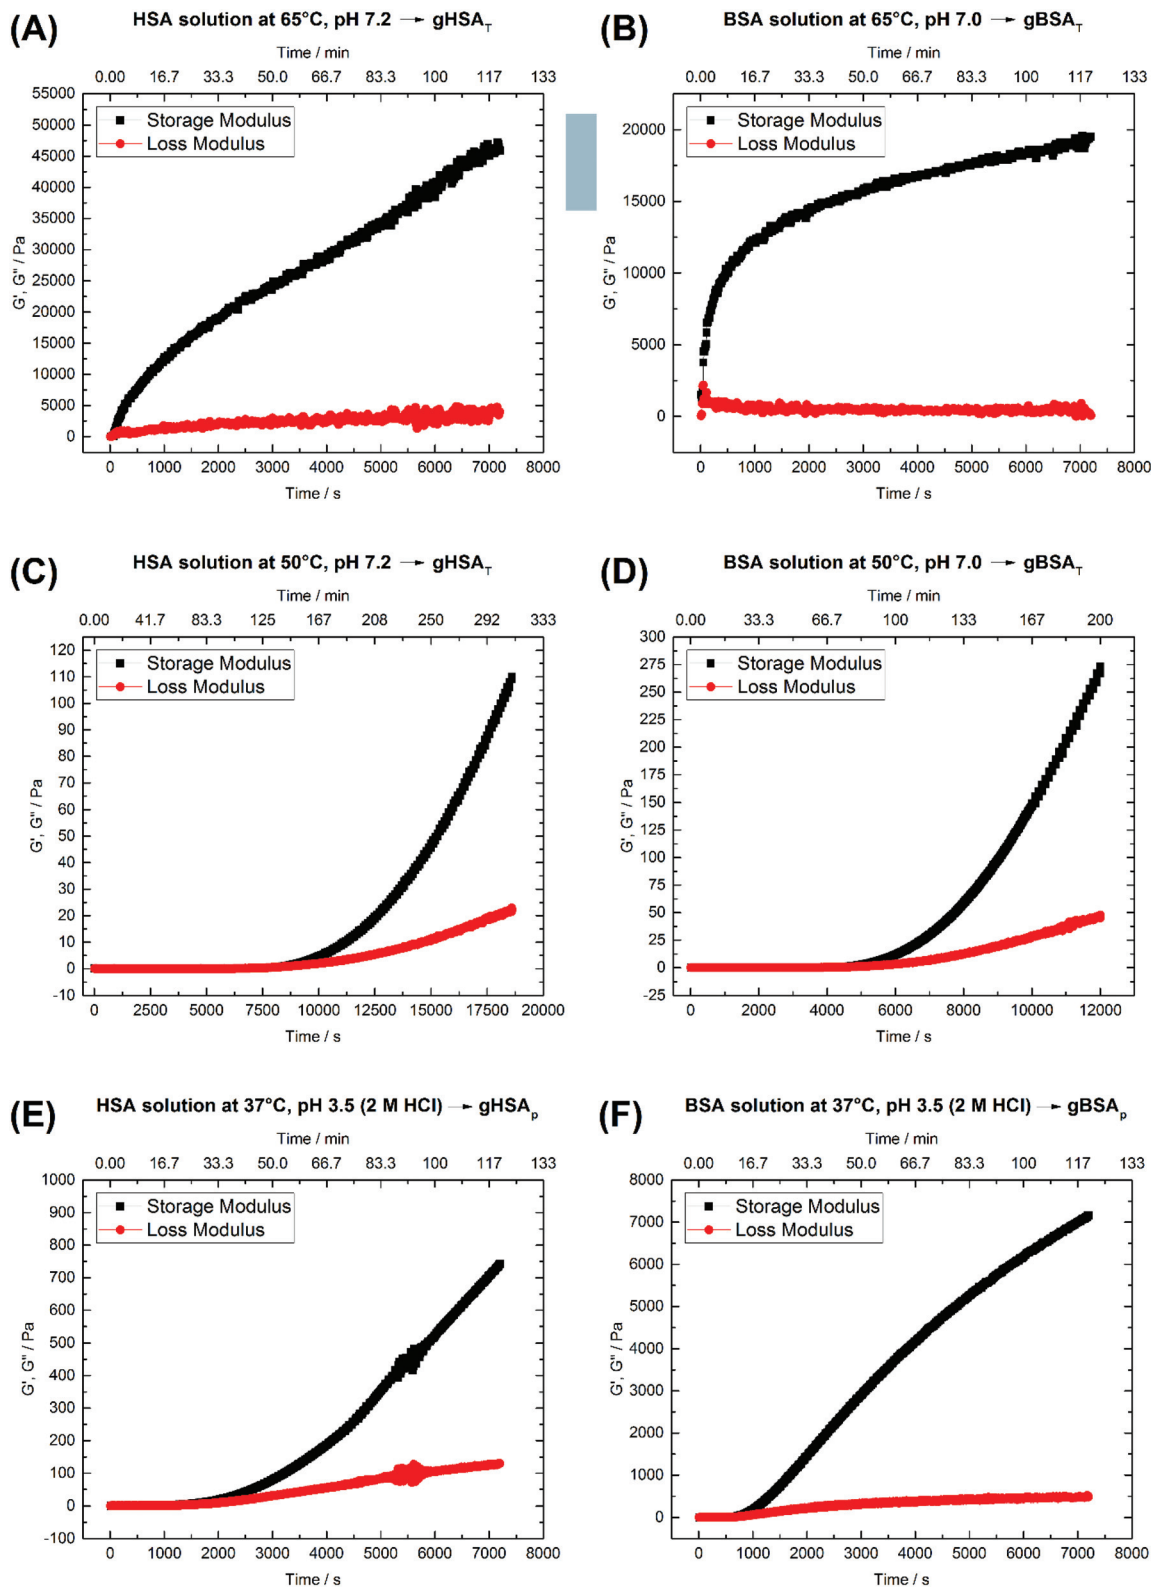 (A)
HSA solution at 65°C, pH 7.2 → gHSA_T
Time / min
0.00 16.7 33.3 50.0 66.7 83.3 100 117 133
55000
50000
45000
40000
35000
30000
25000
20000
15000
10000
5000
0
G', G'' / Pa
Storage Modulus
Loss Modulus
0 1000 2000 3000 4000 5000 6000 7000 8000
Time / s
(B)
BSA solution at 65°C, pH 7.0 → gBSA_T
Time / min
0.00 16.7 33.3 50.0 66.7 83.3 100 117 133
20000
15000
10000
5000
0
G', G'' / Pa
Storage Modulus
Loss Modulus
0 1000 2000 3000 4000 5000 6000 7000 8000
Time / s
(C)
HSA solution at 50°C, pH 7.2 → gHSA_T
Time / min
0.00 41.7 83.3 125 167 208 250 292 333
120
110
100
90
80
70
60
50
40
30
20
10
0
-10
G', G'' / Pa
Storage Modulus
Loss Modulus
0 2500 5000 7500 10000 12500 15000 17500 20000
Time / s
(D)
BSA solution at 50°C, pH 7.0 → gBSA_T
Time / min
0.00 33.3 66.7 100 133 167 200
300
275
250
225
200
175
150
125
100
75
50
25
0
-25
G', G'' / Pa
Storage Modulus
Loss Modulus
0 2000 4000 6000 8000 10000 12000
Time / s
(E)
HSA solution at 37°C, pH 3.5 (2 M HCl) → gHSA_p
Time / min
0.00 16.7 33.3 50.0 66.7 83.3 100 117 133
1000
900
800
700
600
500
400
300
200
100
0
-100
G', G'' / Pa
Storage Modulus
Loss Modulus
0 1000 2000 3000 4000 5000 6000 7000 8000
Time / s
(F)
BSA solution at 37°C, pH 3.5 (2 M HCl) → gBSA_p
Time / min
0.00 16.7 33.3 50.0 66.7 83.3 100 117 133
8000
7000
6000
5000
4000
3000
2000
1000
0
G', G'' / Pa
Storage Modulus
Loss Modulus
0 1000 2000 3000 4000 5000 6000 7000 8000
Time / s